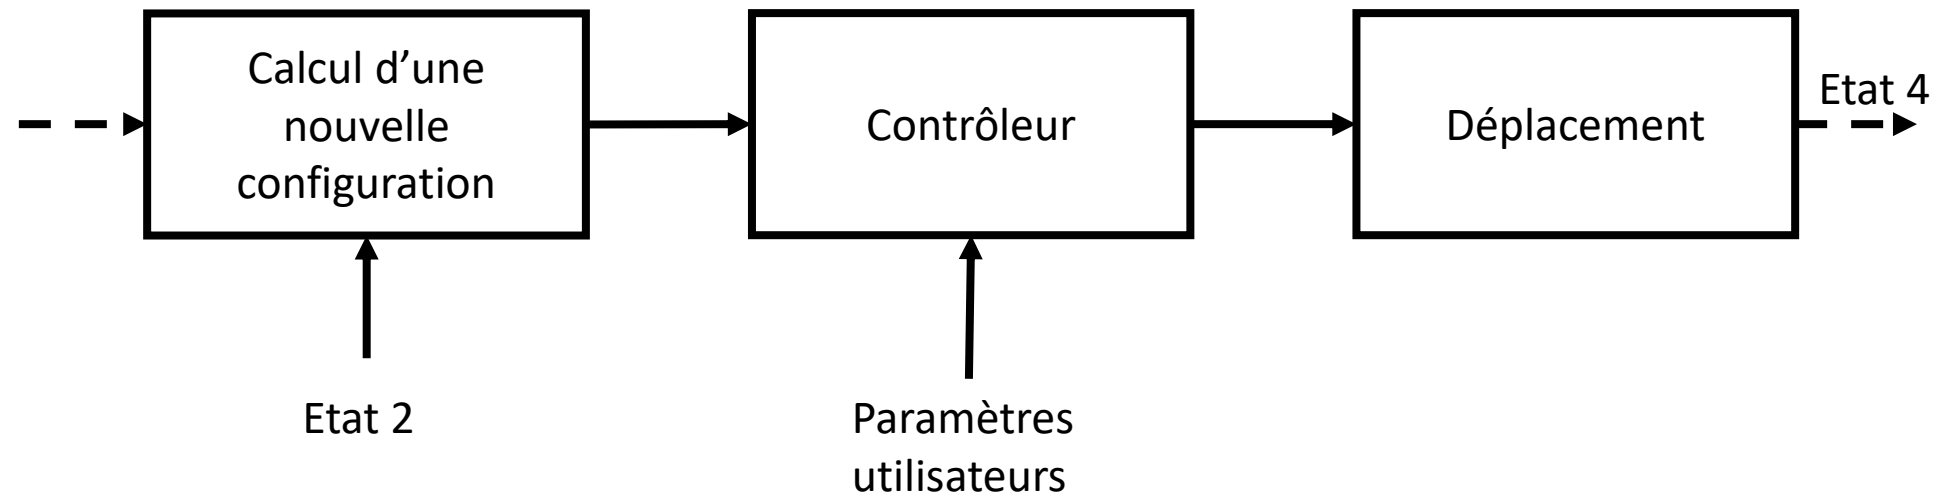 Calcul d’une
nouvelle
configuration
Contrôleur
Déplacement
Etat 4
Etat 2
Paramètres
utilisateurs